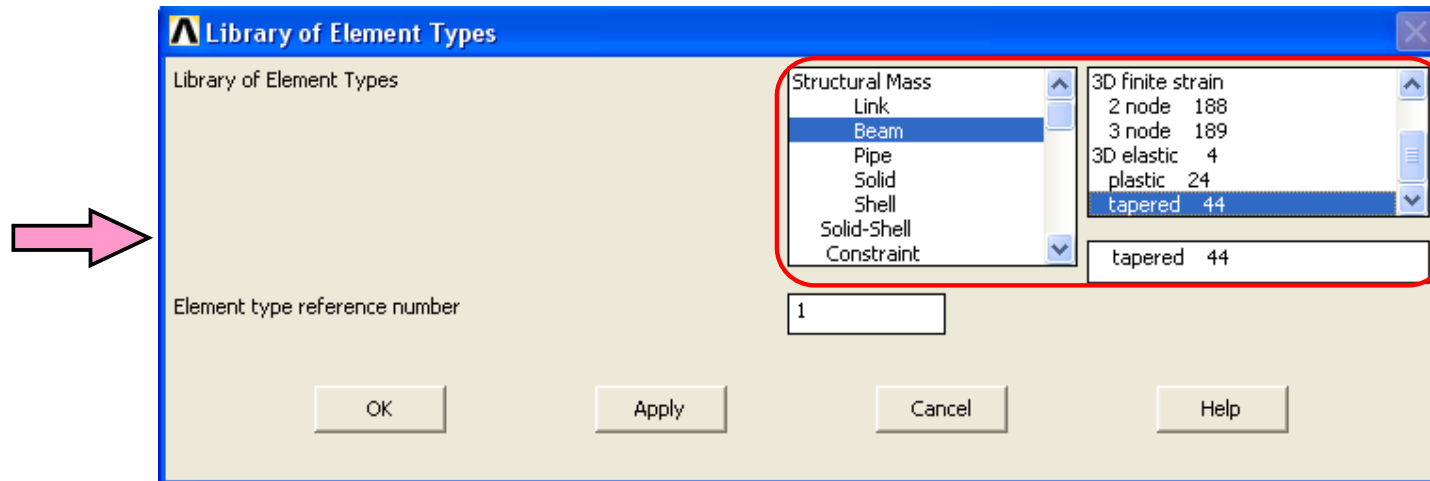 Library of Element Types
Library of Element Types
Structural Mass
Link
Beam
Pipe
Solid
Shell
Solid-Shell
Constraint
3D finite strain
2 node 188
3 node 189
3D elastic 4
plastic 24
tapered 44
tapered 44
Element type reference number
1
OK
Apply
Cancel
Help